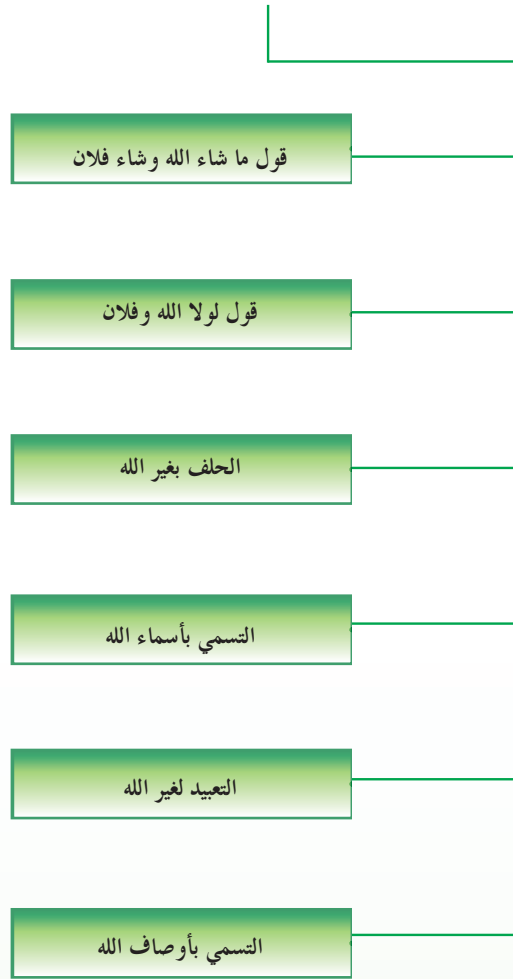 قول ما شاء الله وشاء فلان
قول لولا الله وفلان
الحلف بغير الله
التسمي بأسماء الله
التعبيد لغير الله
التسمي بأوصاف الله